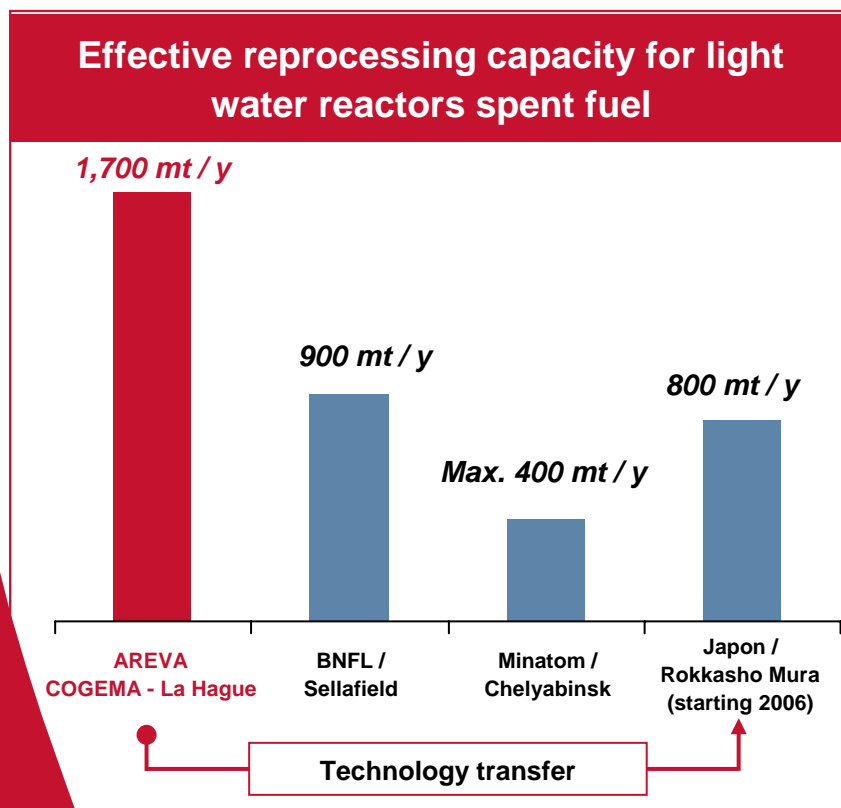 Effective reprocessing capacity for light
water reactors spent fuel
1,700 mt / y
900 mt / y
800 mt / y
Max. 400 mt / y
AREVA
COGEMA - La Hague
BNFL /
Sellafield
Minatom /
Chelyabinsk
Japon /
Rokkasho Mura
(starting 2006)
Technology transfer